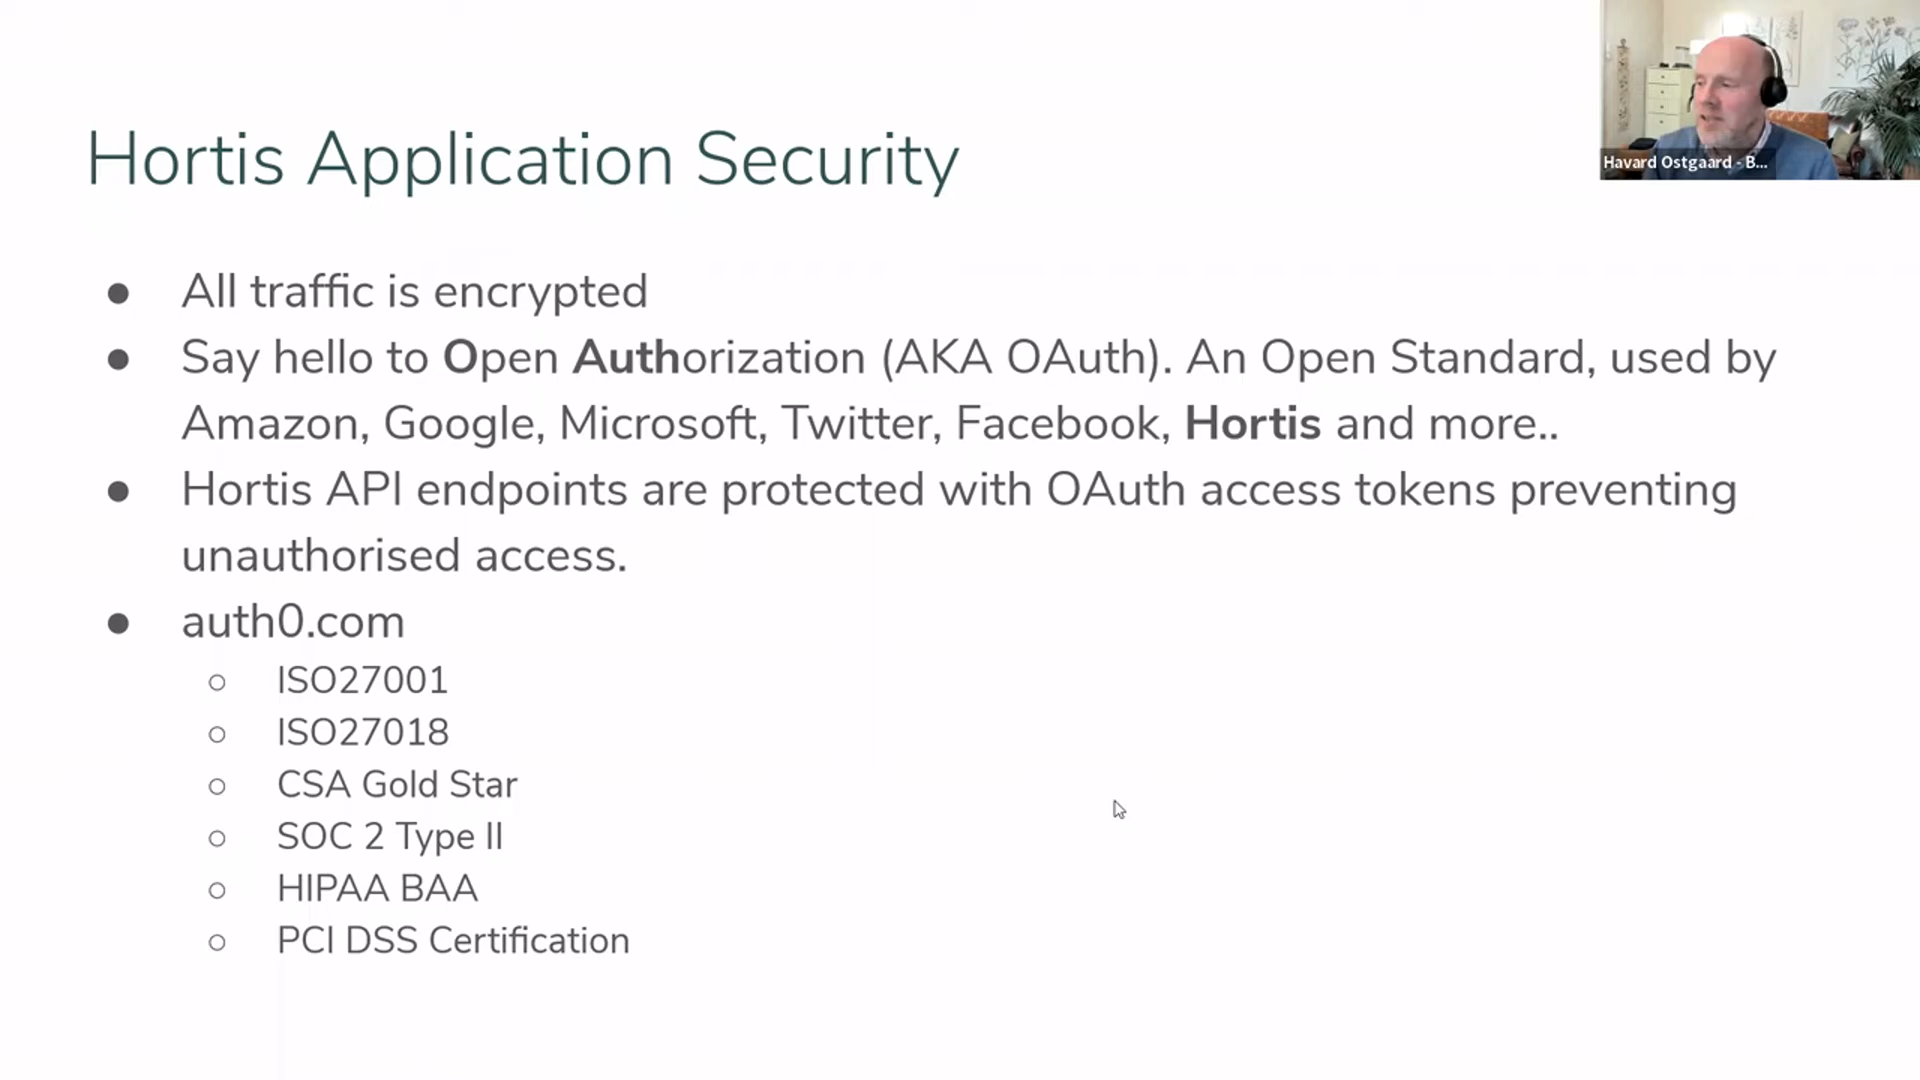 Hortis Application Security
Havard Ostgaard - B...
● All traffic is encrypted
● Say hello to Open Authorization (AKA OAuth). An Open Standard, used by
Amazon, Google, Microsoft, Twitter, Facebook, Hortis and more..
● Hortis API endpoints are protected with OAuth access tokens preventing
unauthorised access.
● auth0.com
○ ISO27001
○ ISO27018
○ CSA Gold Star
○ SOC 2 Type II
○ HIPAA BAA
○ PCI DSS Certification